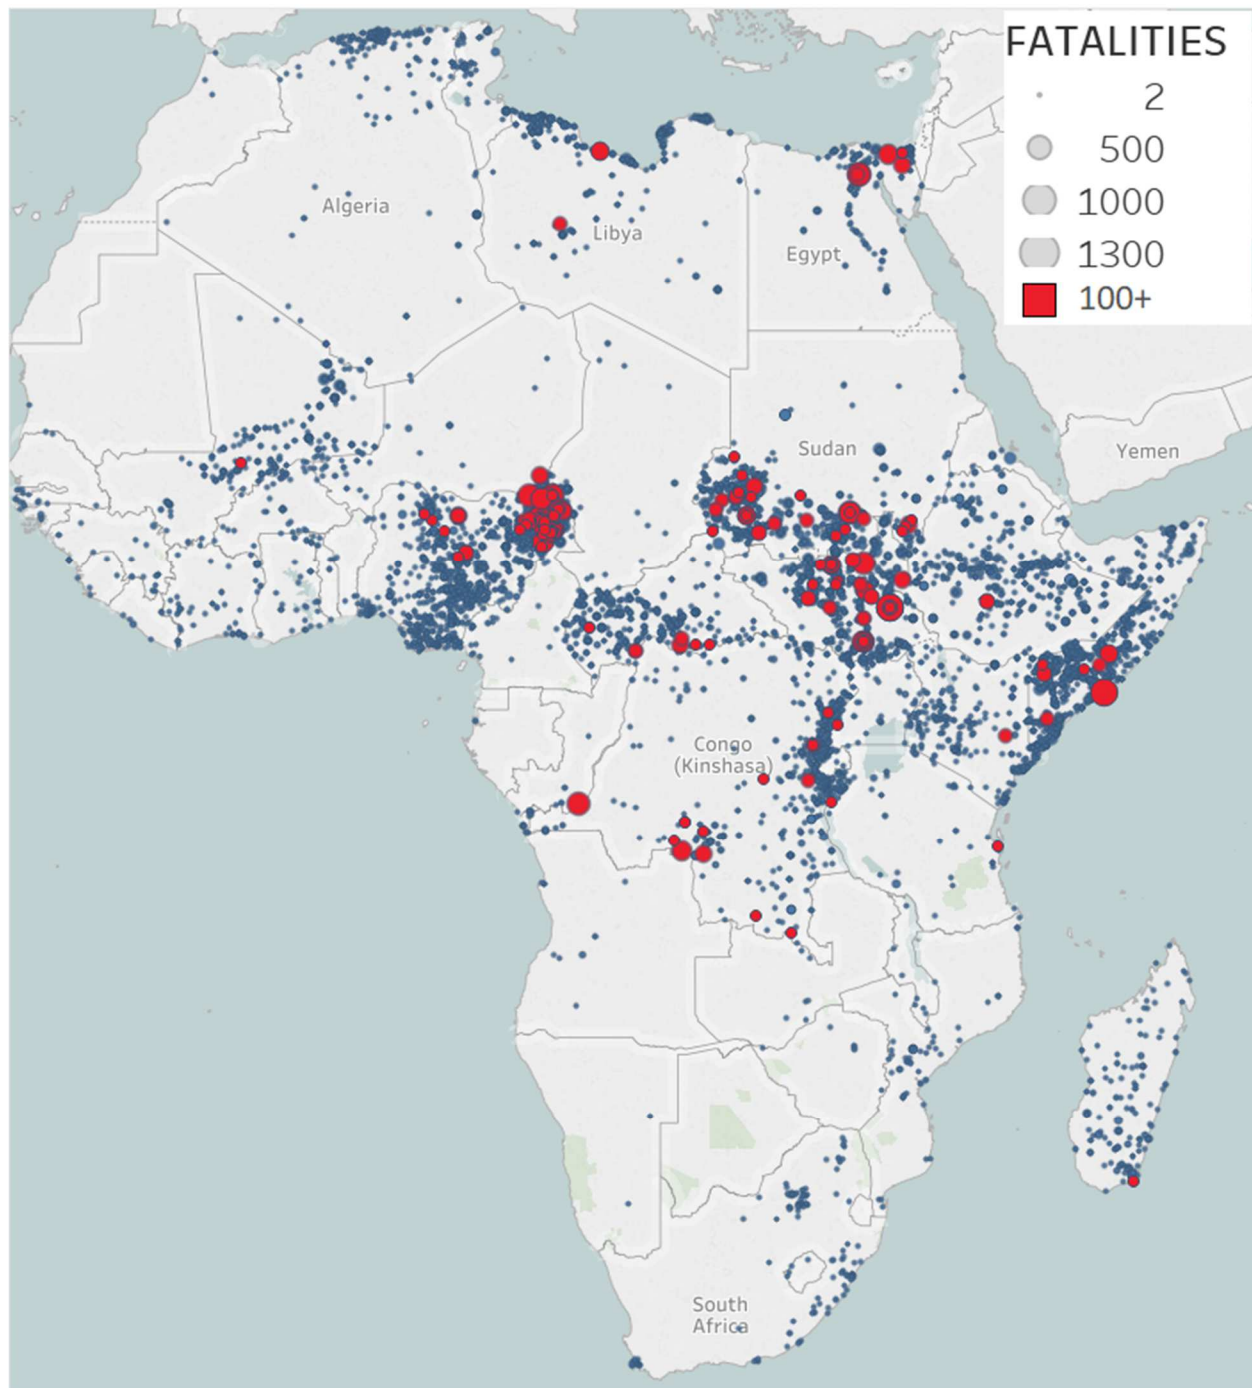 FATALITIES
2
500
1000
1300
100+
Algeria
Libya
Egypt
Sudan
Yemen
Congo
(Kinshasa)
South
Africa